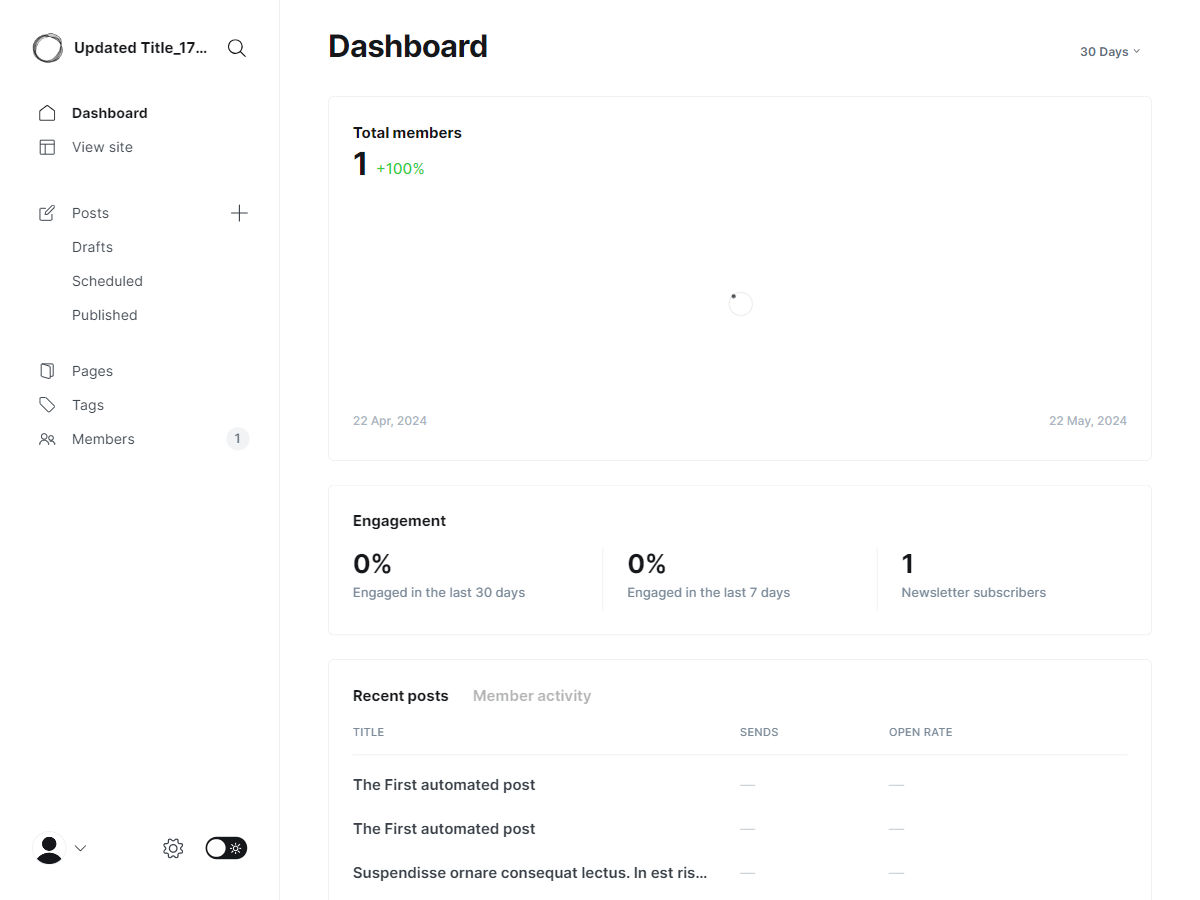 Updated Title_17...
Dashboard
View site
Posts
Drafts
Scheduled
Published
Pages
Tags
Members 1
Dashboard
30 Days
Total members
1 +100%
22 Apr, 2024 22 May, 2024
Engagement
0% 0% 1
Engaged in the last 30 days Engaged in the last 7 days Newsletter subscribers
Recent posts Member activity
TITLE SENDS OPEN RATE
The First automated post — —
The First automated post — —
Suspendisse ornare consequat lectus. In est ris... — —